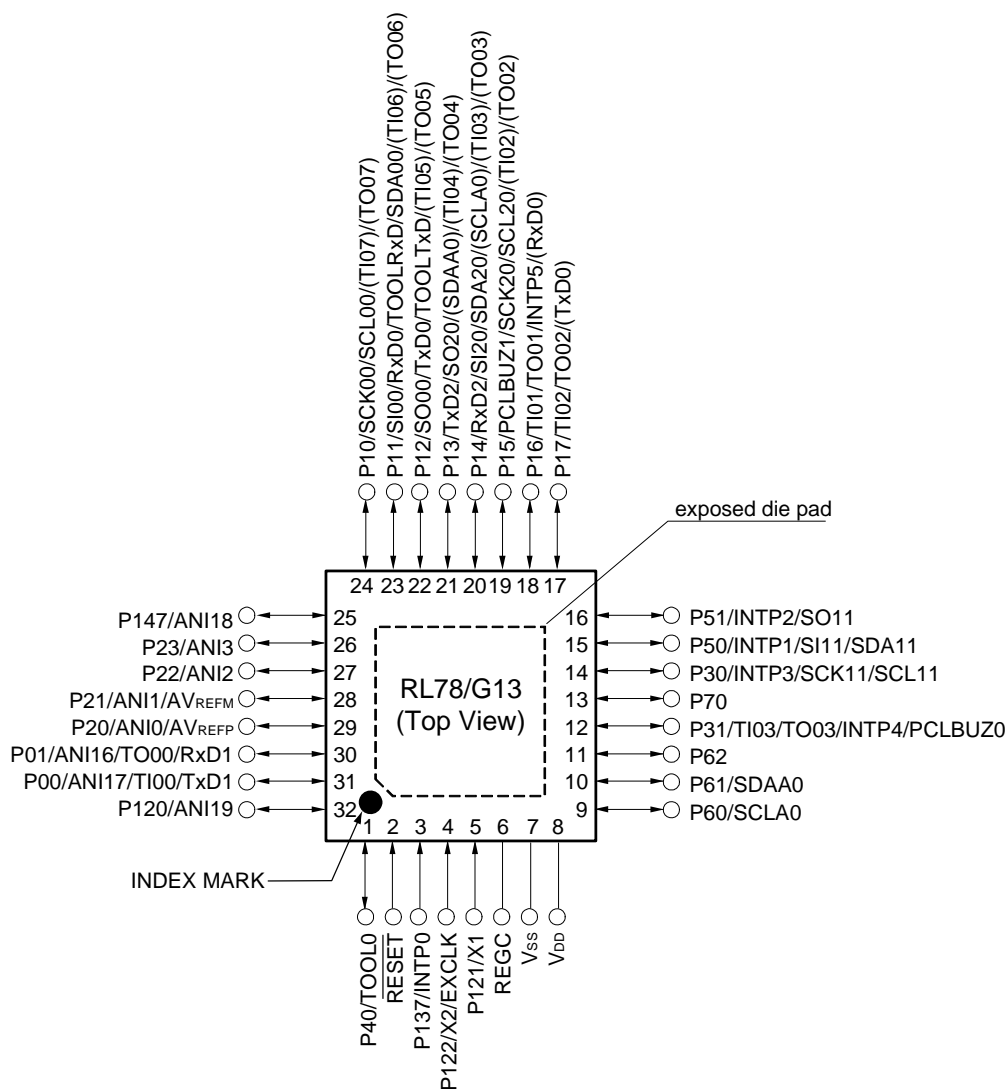 P10/SCK00/SCL00/(TI07)/(TO07)
P11/SI00/RxD0/TOOLRxD/SDA00/(TI06)/(TO06)
P12/SO00/TxD0/TOOLTxD/(TI05)/(TO05)
P13/TxD2/SO20/(SDAA0)/(TI04)/(TO04)
P14/RxD2/SI20/SDA20/(SCLA0)/(TI03)/(TO03)
P15/PCLBUZ1/SCK20/SCL20/(TI02)/(TO02)
P16/TI01/TO01/INTP5/(RxD0)
P17/TI02/TO02/(TxD0)
exposed die pad
24 23 22 21 20 19 18 17
P147/ANI18 25
P23/ANI3 26
P22/ANI2 27
P21/ANI1/AVREFM 28
P20/ANI0/AVREFP 29
P01/ANI16/TO00/RxD1 30
P00/ANI17/TI00/TxD1 31
P120/ANI19 32
RL78/G13
(Top View)
16 P51/INTP2/SO11
15 P50/INTP1/SI11/SDA11
14 P30/INTP3/SCK11/SCL11
13 P70
12 P31/TI03/TO03/INTP4/PCLBUZ0
11 P62
10 P61/SDAA0
9 P60/SCLA0
1 2 3 4 5 6 7 8
INDEX MARK
P40/TOOL0
RESET
P137/INTP0
P122/X2/EXCLK
P121/X1
REGC
VSS
VDD